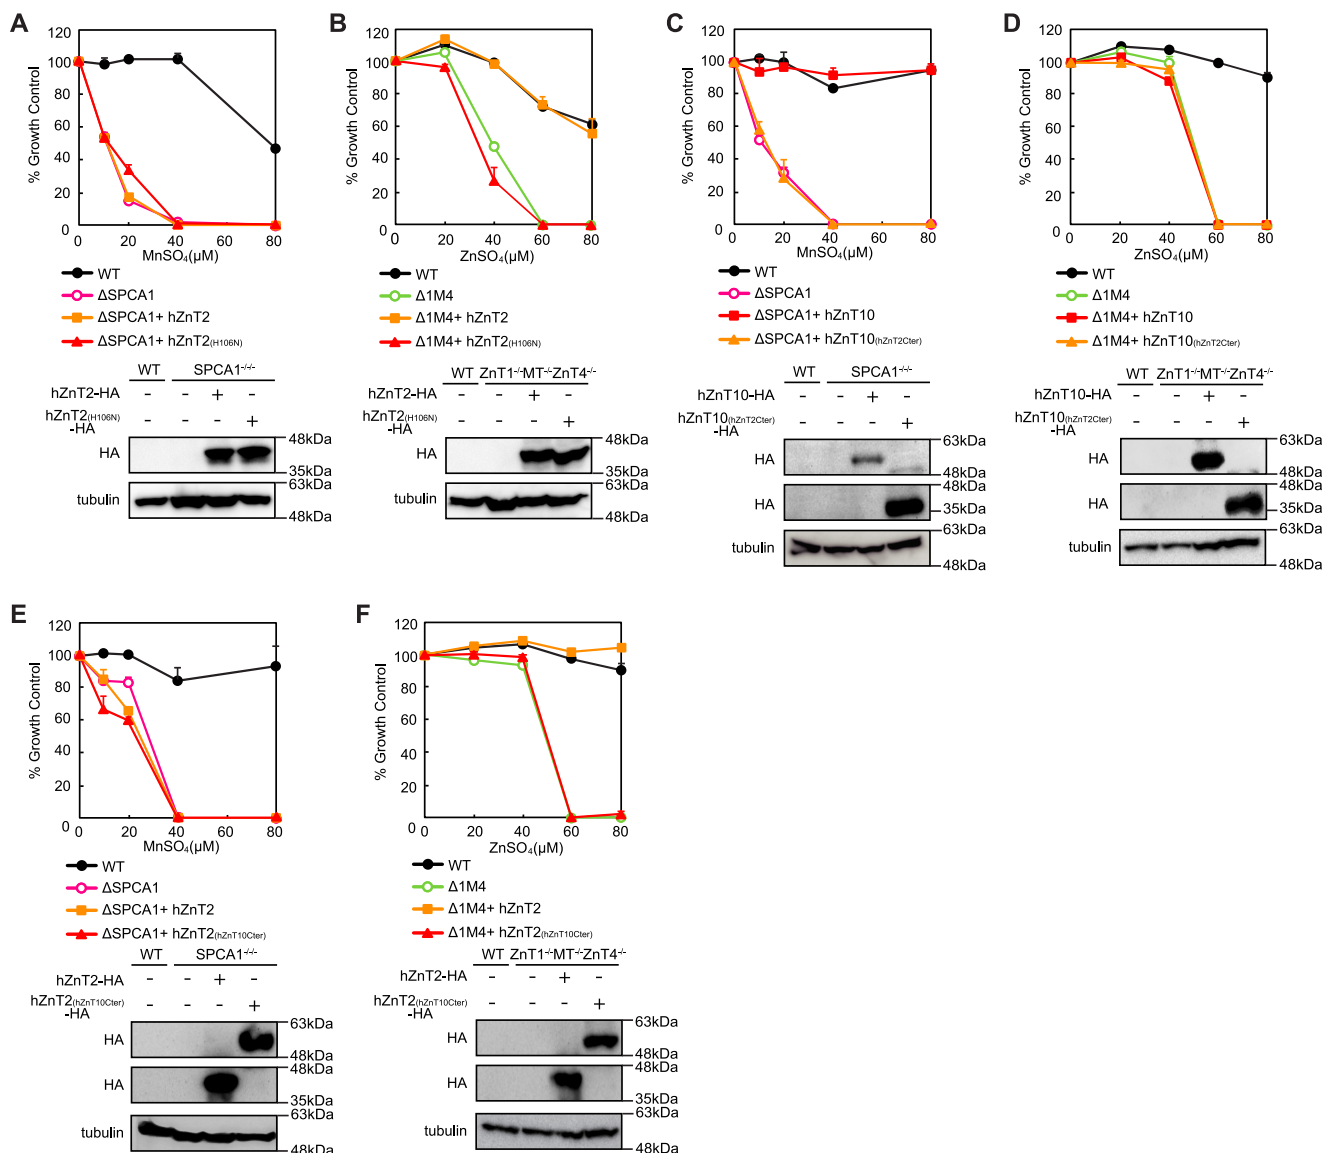 A
120
100
80
60
40
20
0
% Growth Control
0 20 40 60 80
MnSO₄(µM)
WT
ΔSPCA1
ΔSPCA1+ hZnT2
ΔSPCA1+ hZnT2(H106N)
WT SPCA1-/-/-
hZnT2-HA - - + -
hZnT2(H106N) - - - +
-HA
HA
48kDa
35kDa
tubulin
63kDa
48kDa
B
120
100
80
60
40
20
0
% Growth Control
0 20 40 60 80
ZnSO₄(µM)
WT
Δ1M4
Δ1M4+ hZnT2
Δ1M4+ hZnT2(H106N)
WT ZnT1-/-MT-/-ZnT4-/-
hZnT2-HA - - + -
hZnT2(H106N) - - - +
-HA
HA
48kDa
35kDa
tubulin
63kDa
48kDa
C
120
100
80
60
40
20
0
% Growth Control
0 20 40 60 80
MnSO₄(µM)
WT
ΔSPCA1
ΔSPCA1+ hZnT10
ΔSPCA1+ hZnT10(hZnT2Cter)
WT SPCA1-/-/-
hZnT10-HA - - + -
hZnT10(hZnT2Cter) - - - +
-HA
HA
63kDa
48kDa
HA
48kDa
35kDa
tubulin
63kDa
48kDa
D
120
100
80
60
40
20
0
% Growth Control
0 20 40 60 80
ZnSO₄(µM)
WT
Δ1M4
Δ1M4+ hZnT10
Δ1M4+ hZnT10(hZnT2Cter)
WT ZnT1-/-MT-/-ZnT4-/-
hZnT10-HA - - + -
hZnT10(hZnT2Cter) - - - +
-HA
HA
63kDa
48kDa
HA
48kDa
35kDa
tubulin
63kDa
48kDa
E
120
100
80
60
40
20
0
% Growth Control
0 20 40 60 80
MnSO₄(µM)
WT
ΔSPCA1
ΔSPCA1+ hZnT2
ΔSPCA1+ hZnT2(hZnT10Cter)
WT SPCA1-/-/-
hZnT2-HA - - + -
hZnT2(hZnT10Cter) - - - +
-HA
HA
63kDa
48kDa
HA
48kDa
35kDa
tubulin
63kDa
48kDa
F
120
100
80
60
40
20
0
% Growth Control
0 20 40 60 80
ZnSO₄(µM)
WT
Δ1M4
Δ1M4+ hZnT2
Δ1M4+ hZnT2(hZnT10Cter)
WT ZnT1-/-MT-/-ZnT4-/-
hZnT2-HA - - + -
hZnT2(hZnT10Cter) - - - +
-HA
HA
63kDa
48kDa
HA
48kDa
35kDa
tubulin
63kDa
48kDa